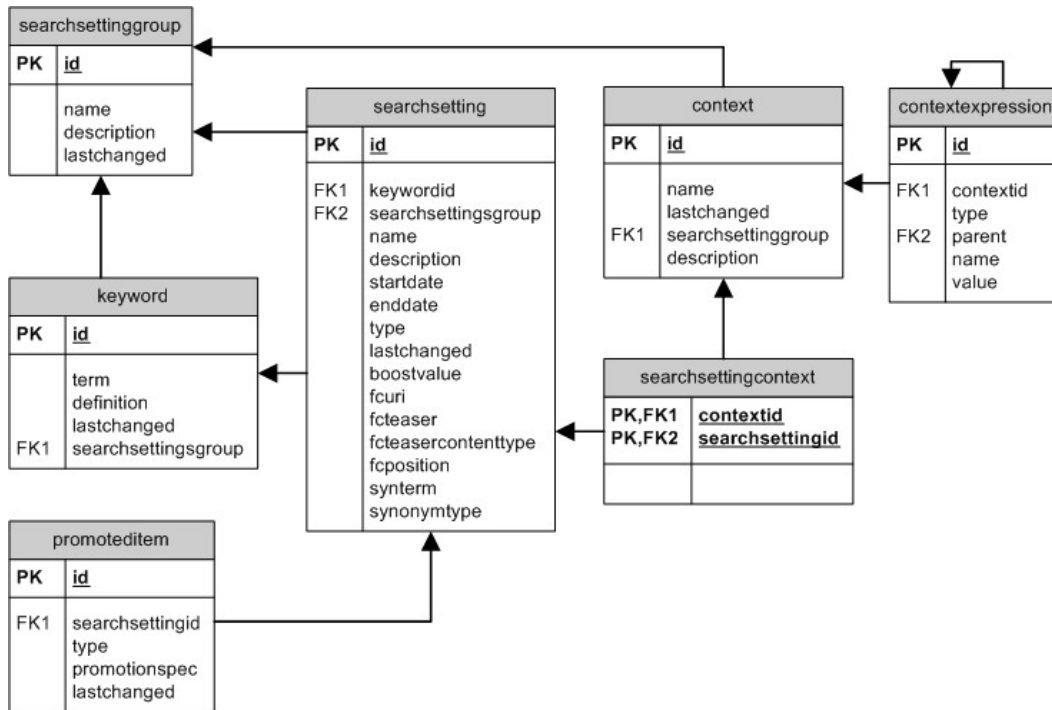 searchsettinggroup
PK id
name
description
lastchanged
searchsetting
PK id
FK1 keywordid
FK2 searchsettingsgroup
name
description
startdate
enddate
type
lastchanged
boostvalue
fcuri
fcteaser
fcteasercontenttype
fcposition
synterm
synonymtype
context
PK id
name
lastchanged
FK1 searchsettinggroup
description
contextexpression
PK id
FK1 contextid
type
FK2 parent
name
value
keyword
PK id
term
definition
lastchanged
FK1 searchsettingsgroup
searchsettingcontext
PK,FK1 contextid
PK,FK2 searchsettingid
promoteditem
PK id
FK1 searchsettingid
type
promotionspec
lastchanged